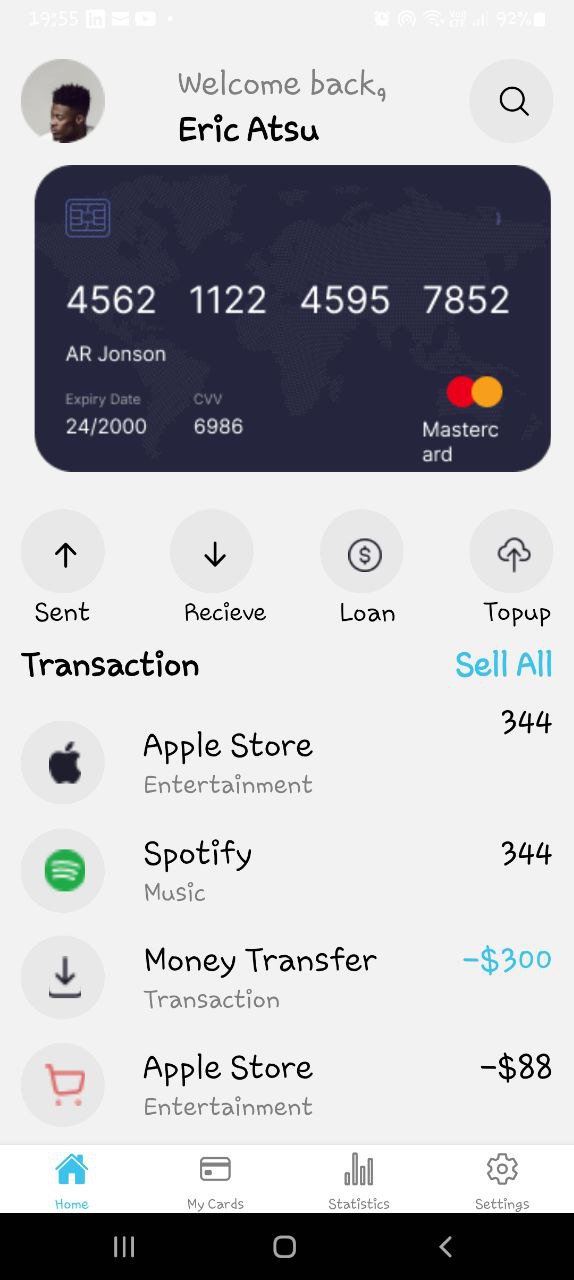 19:55
92%
Welcome back,
Eric Atsu
4562 1122 4595 7852
AR Jonson
Expiry Date CVV
24/2000 6986
Masterc
ard
Sent Recieve Loan Topup
Transaction Sell All
344
Apple Store
Entertainment
Spotify 344
Music
Money Transfer -$300
Transaction
Apple Store -$88
Entertainment
Home My Cards Statistics Settings